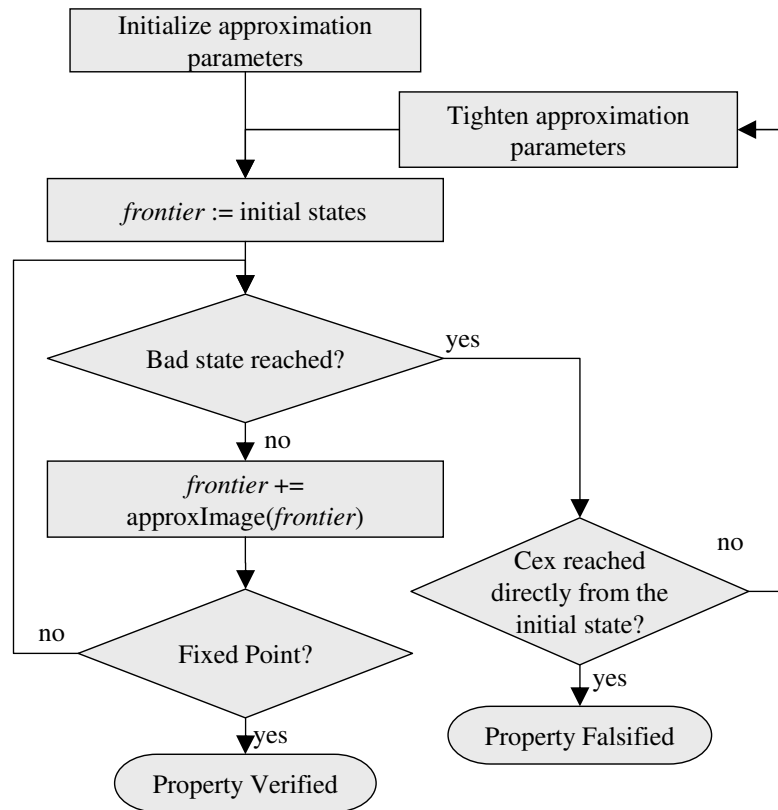 Initialize approximation
parameters
Tighten approximation
parameters
frontier := initial states
Bad state reached?
yes
no
frontier +=
approxImage(frontier)
Cex reached
directly from the
initial state?
no
no
Fixed Point?
yes
yes
Property Falsified
Property Verified